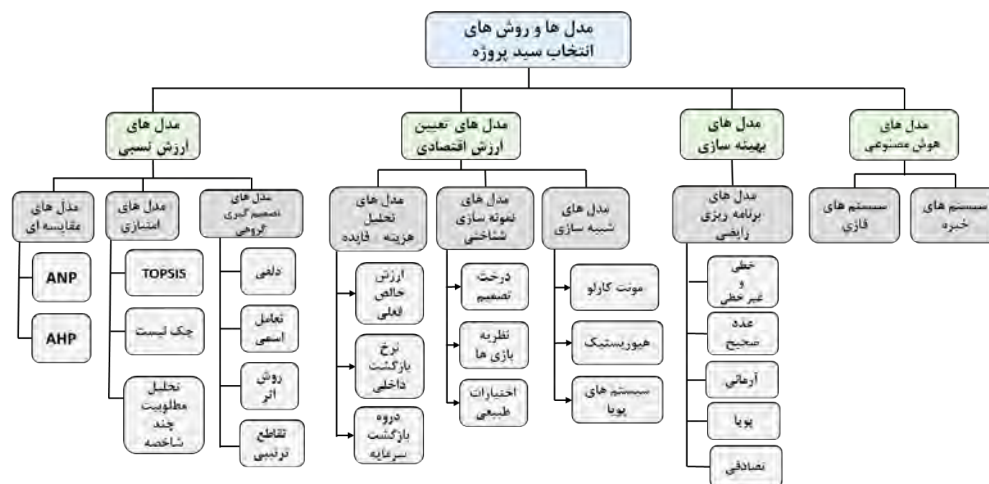 مدل ها و روش های
انتخاب سبد پروژه
مدل های
هوش مصنوعی
مدل های
بهینه سازی
مدل های تعیین
ارزش اقتصادی
مدل های
ارزش نسبی
سیستم های
خبره
سیستم های
فازی
مدل های
برنامه ریزی
ریاضی
خطی
و
غیر خطی
عدد
صحیح
آرمانی
پویا
تصادفی
مدل های
شبیه سازی
مونت کارلو
هیوریستیک
سیستم های
پویا
مدل های
نمونه سازی
شناختی
درخت
تصمیم
نظریه
بازی ها
اختیارات
طبیعی
مدل های
تحلیل
هزینه - فایده
ارزش
خالص
فعلی
نرخ
بازگشت
داخلی
دروه
بازگشت
سرمایه
مدل های
تصمیم گیری
گروهی
دلفی
تعامل
اسمی
روش
اثر
تقاطع
ترتیبی
مدل های
امتیازی
TOPSIS
چک لیست
تحلیل
مطلوبیت
چند
شاخصه
مدل های
مقایسه ای
ANP
AHP